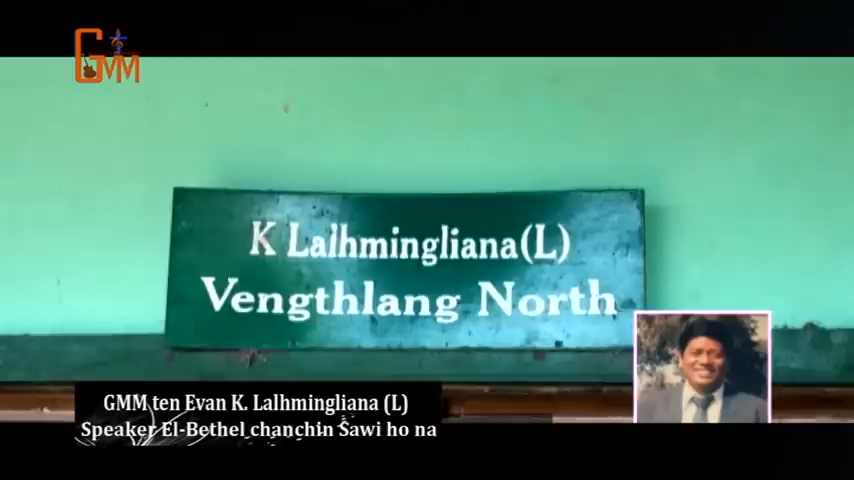 GMM
K Lalhmingliana(L)
Vengthlang North
GMM ten Evan K. Lalhmingliana (L)
Speaker El-Bethel chanchin Sawi ho na